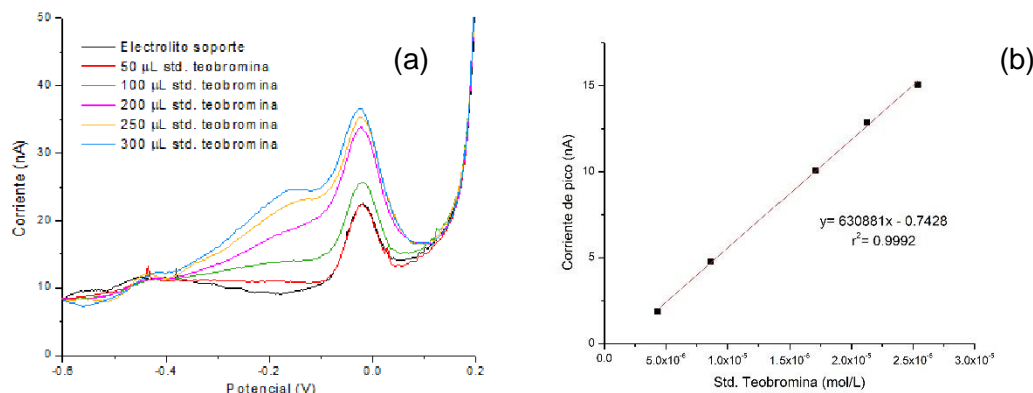 50
40
30
20
10
0
Corriente (nA)
Electrolito soporte
50 μL std. teobromina
100 μL std. teobromina
200 μL std. teobromina
250 μL std. teobromina
300 μL std. teobromina
(a)
-0.6 -0.4 -0.2 0.0 0.2
Potencial (V)
(b)
15
10
5
0
Corriente de pico (nA)
y= 630881x - 0.7428
r²= 0.9992
0.0 5.0x10⁻⁶ 1.0x10⁻⁵ 1.5x10⁻⁵ 2.0x10⁻⁵ 2.5x10⁻⁵ 3.0x10⁻⁵
Std. Teobromina (mol/L)